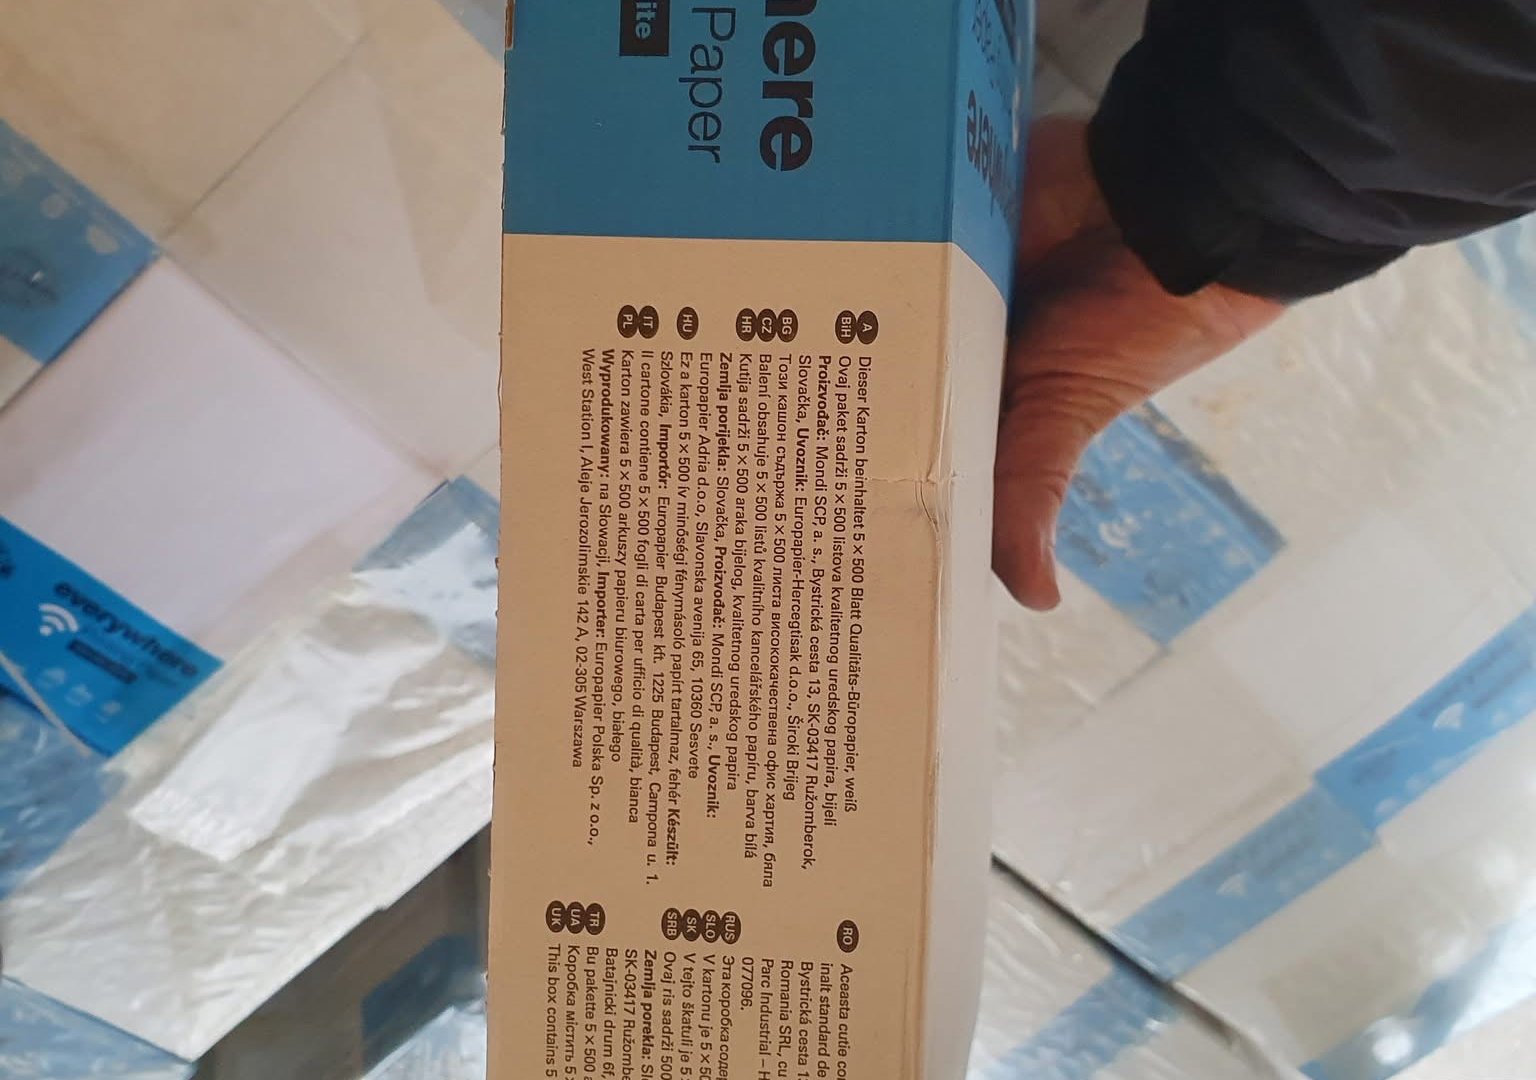 here
Paper
ite
A Dieser Karton beinhaltet 5 × 500 Blatt Qualitäts-Büropapier, weiß
BIH Ovaj paket sadrži 5 × 500 listova kvalitetnog uredskog papira, bijeli
Proizvođač: Mondi SCP, a. s., Bystrická cesta 13, SK-03417 Ružomberok,
Slovačka, Uvoznik: Europapier-Hercegtisak d.o.o., Široki Brijeg
BG Този кашон съдържа 5 × 500 листа висококачествена офис хартия, бяла
CZ Balení obsahuje 5 × 500 listů kvalitního kancelářského papíru, barva bílá
HR Kutija sadrži 5 × 500 araka bijelog, kvalitetnog uredskog papira
Zemlja porijekla: Slovačka, Proizvođač: Mondi SCP, a. s., Uvoznik:
Europapier Adria d.o.o, Slavonska avenija 65, 10360 Sesvete
HU Ez a karton 5 × 500 ív minőségi fénymásoló papírt tartalmaz, fehér Készült:
Szlovákia, Importőr: Europapier Budapest kft. 1225 Budapest, Campona u. 1.
IT Il cartone contiene 5 × 500 fogli di carta per ufficio di qualità, bianca
PL Karton zawiera 5 × 500 arkuszy papieru biurowego, białego
Wyprodukowany: na Słowacji, Importer: Europapier Polska Sp. z o.o.,
West Station I, Aleje Jerozolimskie 142 A, 02-305 Warszawa
RO Aceasta cutie co
inalt standard de
Bystrická cesta 1
Romania SRL, cu
Parc Industrial – H
077096.
RUS Эта коробка соде
SLO V kartonu je 5 × 50
SK V tejto škatuli je 5
SRB Ovaj ris sadrži 500
Zemlja porekla: Sl
SK-03417 Ružombe
Batajnicki drum 6f,
TR Bu pakette 5 × 500
UA Коробка містить 5
UK This box contains 5
everywhere